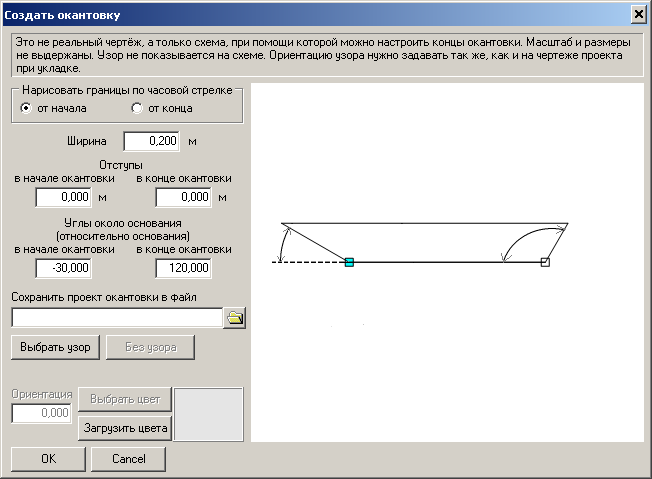 Создать окантовку
Это не реальный чертёж, а только схема, при помощи которой можно настроить концы окантовки. Масштаб и размеры
не выдержаны. Узор не показывается на схеме. Ориентацию узора нужно задавать так же, как и на чертеже проекта
при укладке.
Нарисовать границы по часовой стрелке
от начала от конца
Ширина 0,200 м
Отступы
в начале окантовки в конце окантовки
0,000 м 0,000 м
Углы около основания
(относительно основания)
в начале окантовки в конце окантовки
-30,000 120,000
Сохранить проект окантовки в файл
Выбрать узор Без узора
Ориентация
0,000
Выбрать цвет
Загрузить цвета
OK Cancel